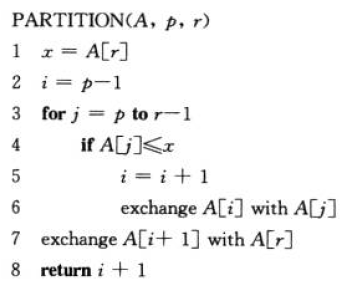 PARTITION(A, p, r)
1 x = A[r]
2 i = p-1
3 for j = p to r-1
4 if A[j]⩽x
5 i = i + 1
6 exchange A[i] with A[j]
7 exchange A[i+ 1] with A[r]
8 return i + 1